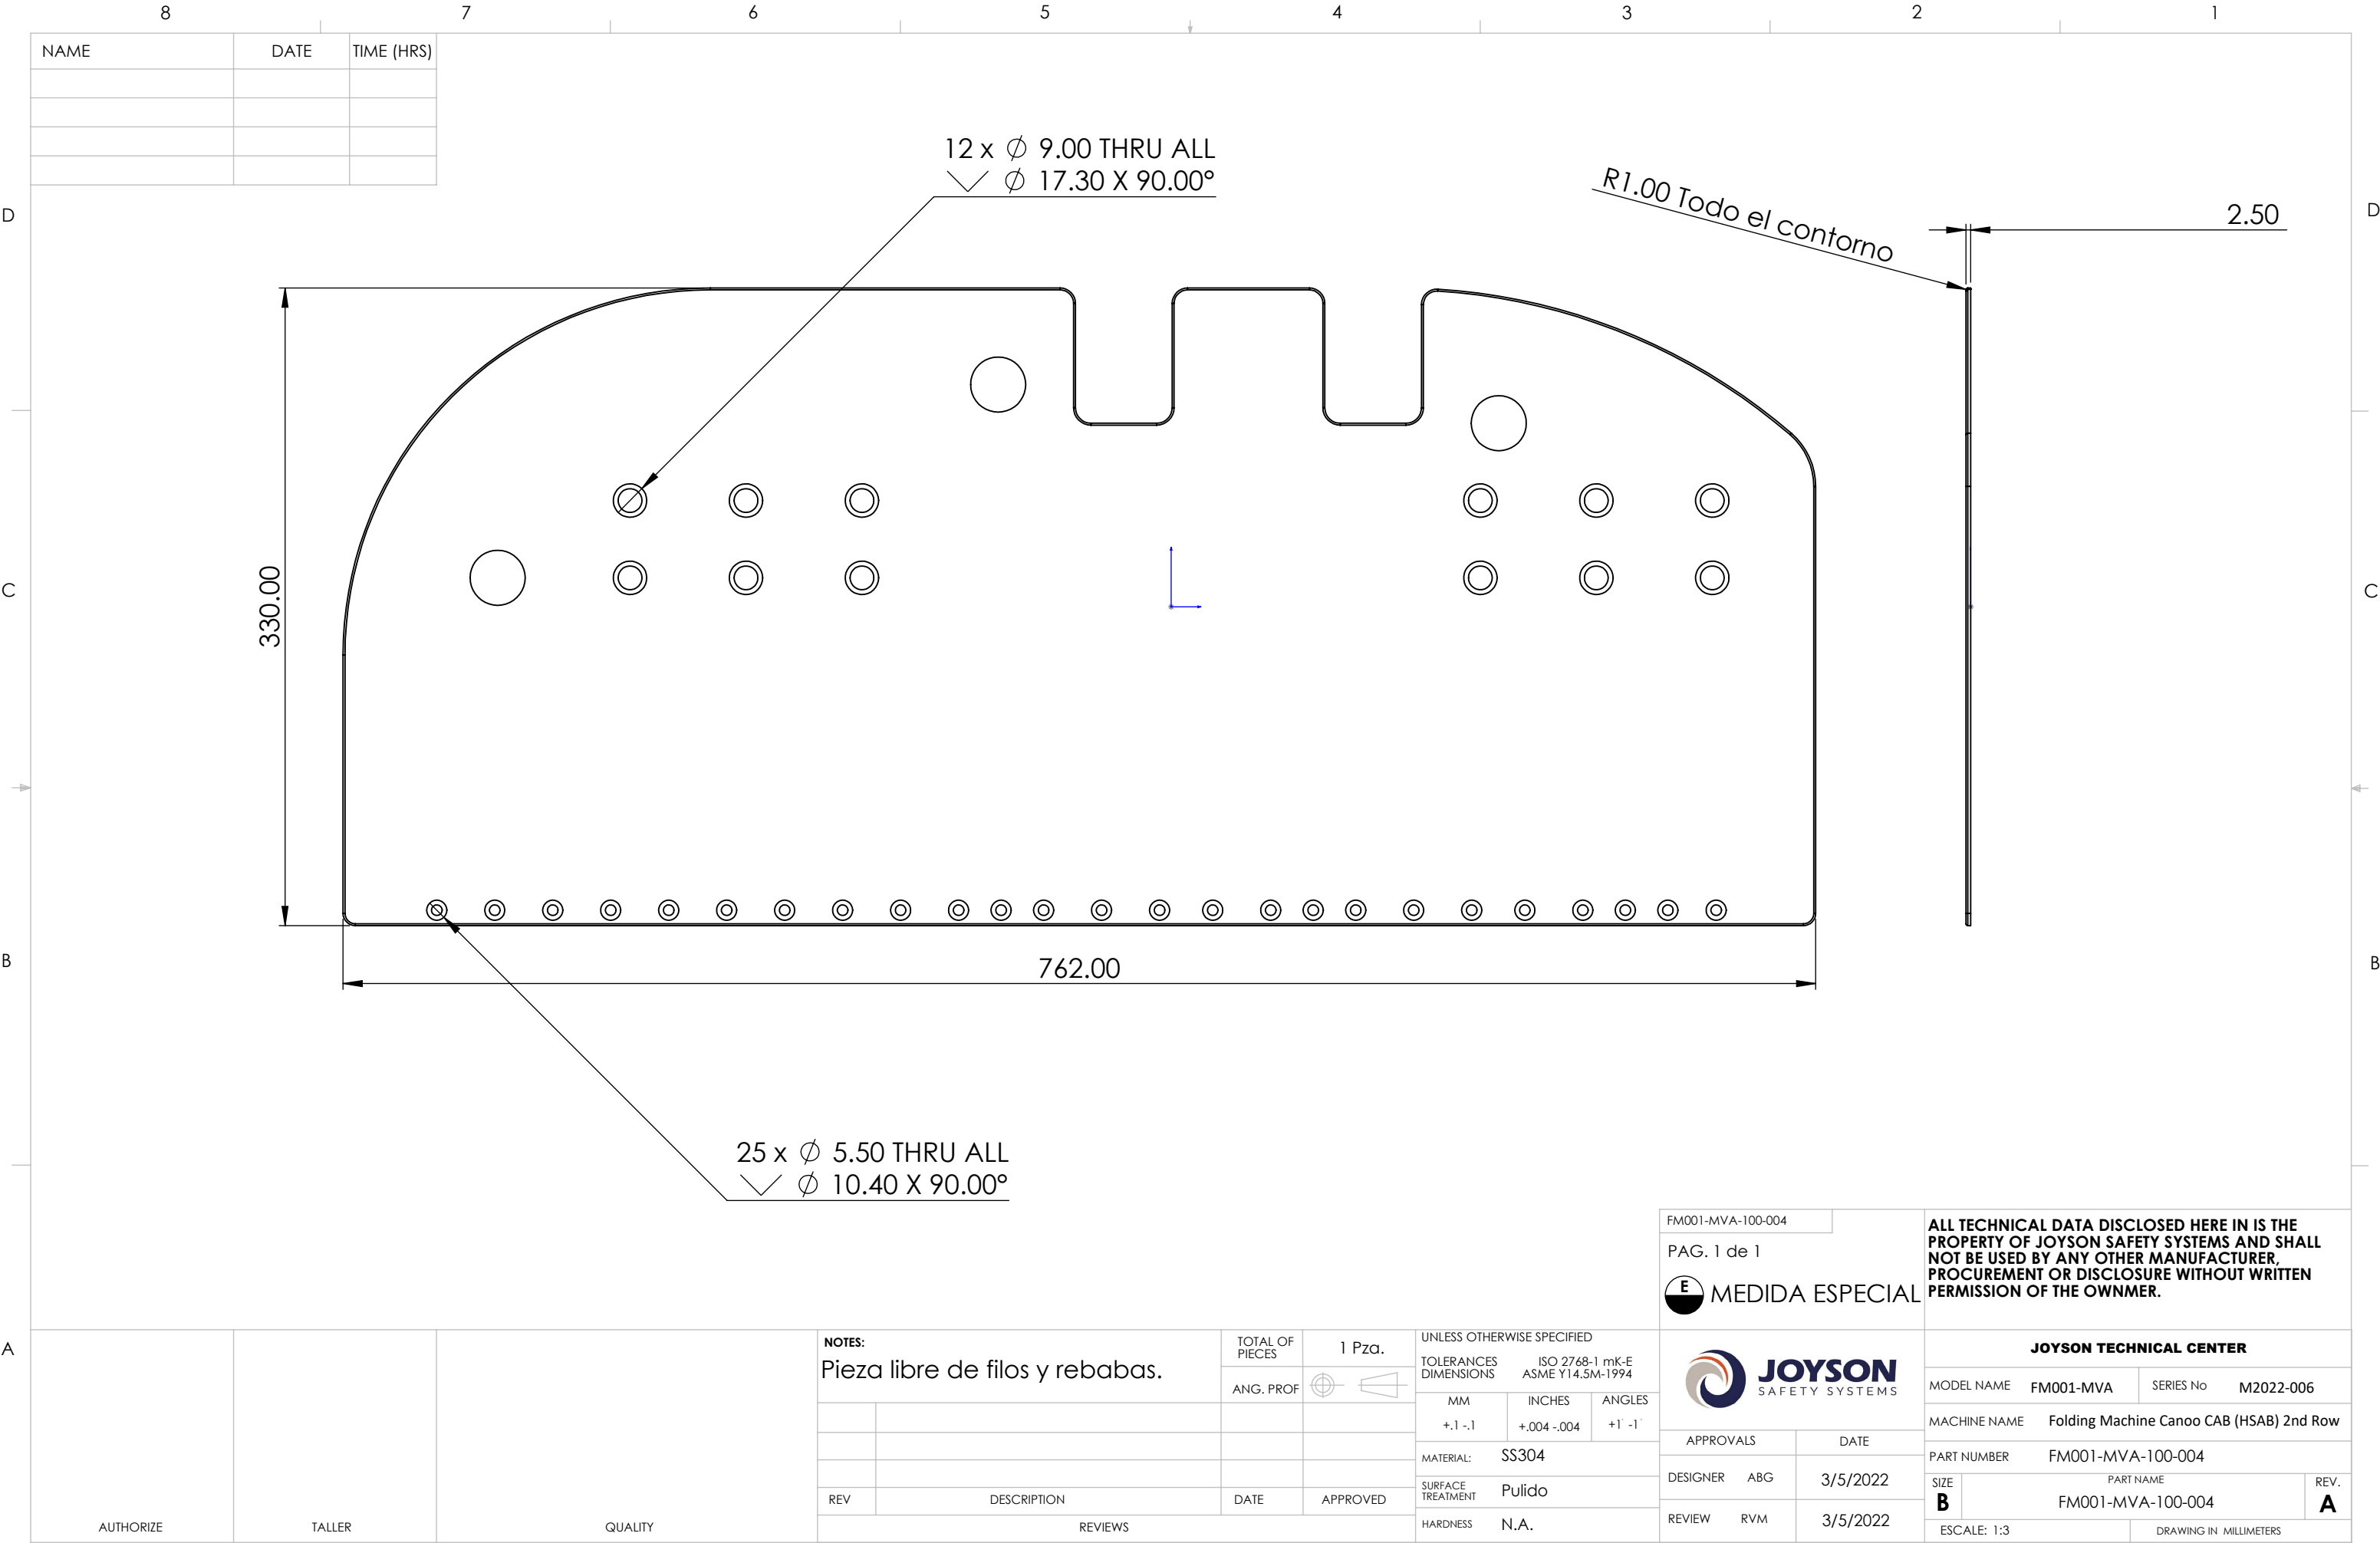 8 7 6 5 4 3 2 1
NAME DATE TIME (HRS)
12 x ∅ 9.00 THRU ALL
⌵ ∅ 17.30 X 90.00°
R1.00 Todo el contorno
2.50
D D
330.00
C C
762.00
B B
25 x ∅ 5.50 THRU ALL
⌵ ∅ 10.40 X 90.00°
FM001-MVA-100-004
PAG. 1 de 1
E MEDIDA ESPECIAL
ALL TECHNICAL DATA DISCLOSED HERE IN IS THE
PROPERTY OF JOYSON SAFETY SYSTEMS AND SHALL
NOT BE USED BY ANY OTHER MANUFACTURER,
PROCUREMENT OR DISCLOSURE WITHOUT WRITTEN
PERMISSION OF THE OWNMER.
A
AUTHORIZE TALLER QUALITY
NOTES:
Pieza libre de filos y rebabas.
TOTAL OF
PIECES
1 Pza.
ANG. PROF
REV DESCRIPTION DATE APPROVED
REVIEWS
UNLESS OTHERWISE SPECIFIED
TOLERANCES ISO 2768-1 mK-E
DIMENSIONS ASME Y14.5M-1994
MM INCHES ANGLES
+.1 -.1 +.004 -.004 +1° -1°
MATERIAL: SS304
SURFACE
TREATMENT
Pulido
HARDNESS N.A.
JOYSON
SAFETY SYSTEMS
APPROVALS DATE
DESIGNER ABG 3/5/2022
REVIEW RVM 3/5/2022
JOYSON TECHNICAL CENTER
MODEL NAME FM001-MVA SERIES No M2022-006
MACHINE NAME Folding Machine Canoo CAB (HSAB) 2nd Row
PART NUMBER FM001-MVA-100-004
SIZE PART NAME REV.
B FM001-MVA-100-004 A
ESCALE: 1:3 DRAWING IN MILLIMETERS